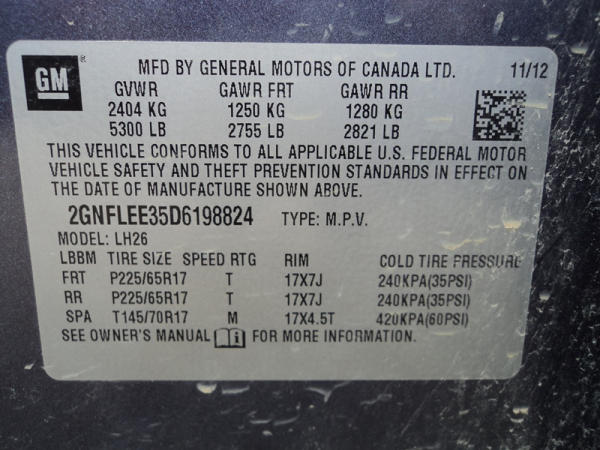 GM ®
MFD BY GENERAL MOTORS OF CANADA LTD. 11/12
GVWR GAWR FRT GAWR RR
2404 KG 1250 KG 1280 KG
5300 LB 2755 LB 2821 LB
THIS VEHICLE CONFORMS TO ALL APPLICABLE U.S. FEDERAL MOTOR
VEHICLE SAFETY AND THEFT PREVENTION STANDARDS IN EFFECT ON
THE DATE OF MANUFACTURE SHOWN ABOVE.
2GNFLEE35D6198824 TYPE: M.P.V.
MODEL: LH26
LBBM TIRE SIZE SPEED RTG RIM COLD TIRE PRESSURE
FRT P225/65R17 T 17X7J 240KPA(35PSI)
RR P225/65R17 T 17X7J 240KPA(35PSI)
SPA T145/70R17 M 17X4.5T 420KPA(60PSI)
SEE OWNER'S MANUAL i FOR MORE INFORMATION.